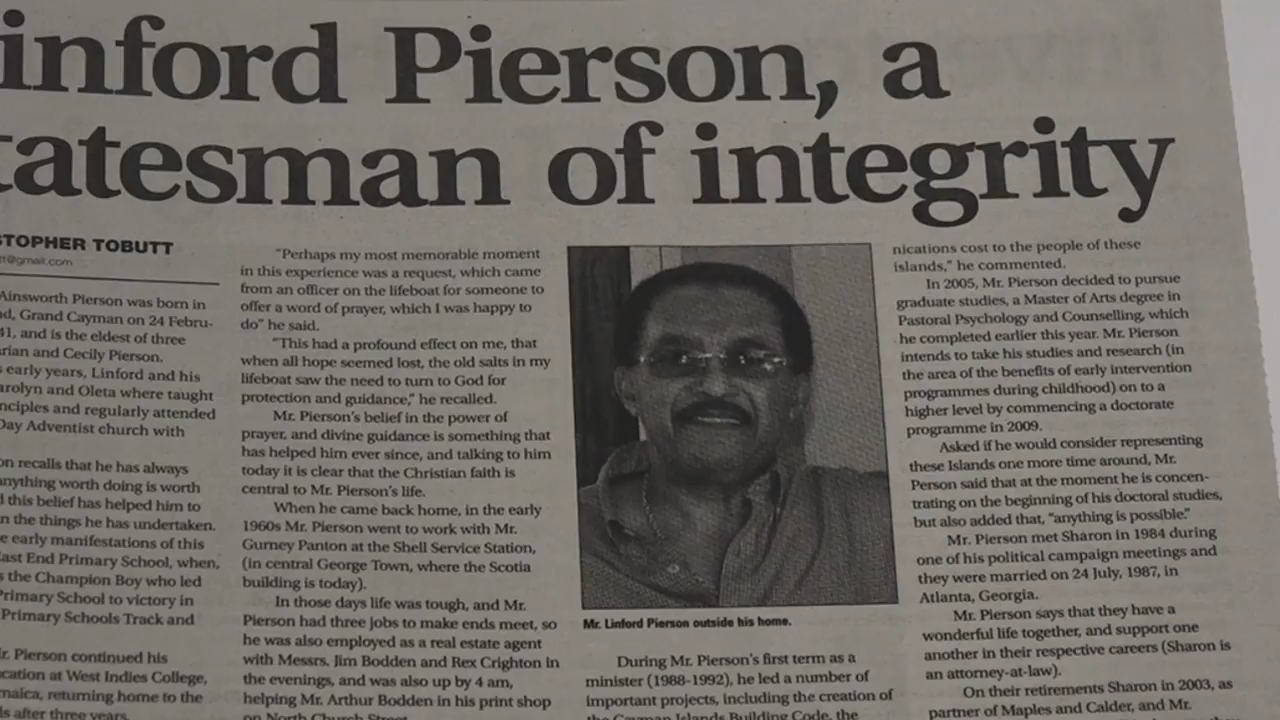 inford Pierson, a
tatesman of integrity
STOPHER TOBUTT
tt@gmail.com
Ainsworth Pierson was born in
nd, Grand Cayman on 24 Febru-
41, and is the eldest of three
rian and Cecily Pierson.
s early years, Linford and his
arolyn and Oleta where taught
nciples and regularly attended
Day Adventist church with
on recalls that he has always
anything worth doing is worth
d this belief has helped him to
n the things he has undertaken.
e early manifestations of this
East End Primary School, when,
s the Champion Boy who led
Primary School to victory in
Primary Schools Track and
r. Pierson continued his
cation at West Indies College,
maica, returning home to the
ds after three years.
"Perhaps my most memorable moment
in this experience was a request, which came
from an officer on the lifeboat for someone to
offer a word of prayer, which I was happy to
do" he said.
"This had a profound effect on me, that
when all hope seemed lost, the old salts in my
lifeboat saw the need to turn to God for
protection and guidance," he recalled.
Mr. Pierson's belief in the power of
prayer, and divine guidance is something that
has helped him ever since, and talking to him
today it is clear that the Christian faith is
central to Mr. Pierson's life.
When he came back home, in the early
1960s Mr. Pierson went to work with Mr.
Gurney Panton at the Shell Service Station,
(in central George Town, where the Scotia
building is today).
In those days life was tough, and Mr.
Pierson had three jobs to make ends meet, so
he was also employed as a real estate agent
with Messrs. Jim Bodden and Rex Crighton in
the evenings, and was also up by 4 am,
helping Mr. Arthur Bodden in his print shop
on North Church Street.
Mr. Linford Pierson outside his home.
During Mr. Pierson's first term as a
minister (1988-1992), he led a number of
important projects, including the creation of
the Cayman Islands Building Code, the
nications cost to the people of these
islands," he commented.
In 2005, Mr. Pierson decided to pursue
graduate studies, a Master of Arts degree in
Pastoral Psychology and Counselling, which
he completed earlier this year. Mr. Pierson
intends to take his studies and research (in
the area of the benefits of early intervention
programmes during childhood) on to a
higher level by commencing a doctorate
programme in 2009.
Asked if he would consider representing
these Islands one more time around, Mr.
Person said that at the moment he is concen-
trating on the beginning of his doctoral studies,
but also added that, "anything is possible."
Mr. Pierson met Sharon in 1984 during
one of his political campaign meetings and
they were married on 24 July, 1987, in
Atlanta, Georgia.
Mr. Pierson says that they have a
wonderful life together, and support one
another in their respective careers (Sharon is
an attorney-at-law).
On their retirements Sharon in 2003, as
partner of Maples and Calder, and Mr.